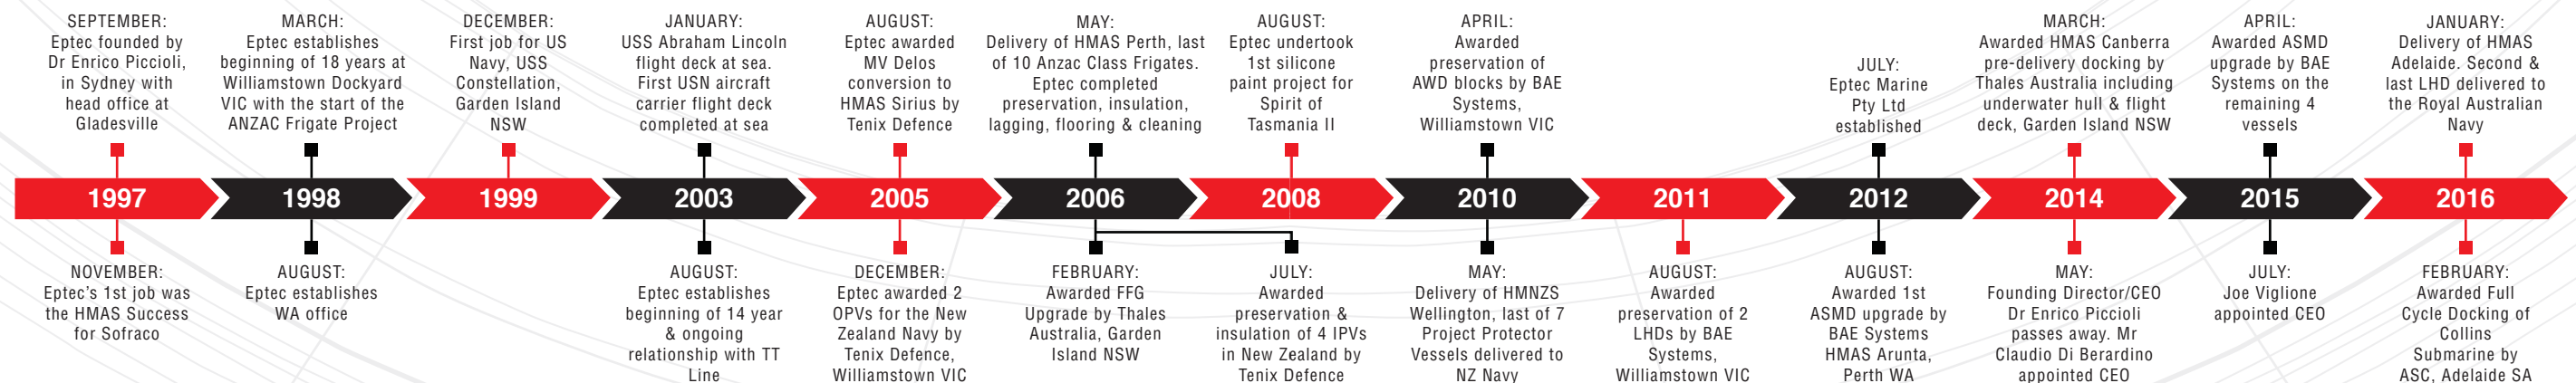 SEPTEMBER:
Eptec founded by
Dr Enrico Piccioli,
in Sydney with
head office at
Gladesville
MARCH:
Eptec establishes
beginning of 18 years at
Williamstown Dockyard
VIC with the start of the
ANZAC Frigate Project
DECEMBER:
First job for US
Navy, USS
Constellation,
Garden Island
NSW
JANUARY:
USS Abraham Lincoln
flight deck at sea.
First USN aircraft
carrier flight deck
completed at sea
AUGUST:
Eptec awarded
MV Delos
conversion to
HMAS Sirius by
Tenix Defence
MAY:
Delivery of HMAS Perth, last
of 10 Anzac Class Frigates.
Eptec completed
preservation, insulation,
lagging, flooring & cleaning
AUGUST:
Eptec undertook
1st silicone
paint project for
Spirit of
Tasmania II
APRIL:
Awarded
preservation of
AWD blocks by BAE
Systems,
Williamstown VIC
JULY:
Eptec Marine
Pty Ltd
established
MARCH:
Awarded HMAS Canberra
pre-delivery docking by
Thales Australia including
underwater hull & flight
deck, Garden Island NSW
APRIL:
Awarded ASMD
upgrade by BAE
Systems on the
remaining 4
vessels
JANUARY:
Delivery of HMAS
Adelaide. Second &
last LHD delivered to
the Royal Australian
Navy
1997
1998
1999
2003
2005
2006
2008
2010
2011
2012
2014
2015
2016
NOVEMBER:
Eptec's 1st job was
the HMAS Success
for Sofraco
AUGUST:
Eptec establishes
WA office
AUGUST:
Eptec establishes
beginning of 14 year
& ongoing
relationship with TT
Line
DECEMBER:
Eptec awarded 2
OPVs for the New
Zealand Navy by
Tenix Defence,
Williamstown VIC
FEBRUARY:
Awarded FFG
Upgrade by Thales
Australia, Garden
Island NSW
JULY:
Awarded
preservation &
insulation of 4 IPVs
in New Zealand by
Tenix Defence
MAY:
Delivery of HMNZS
Wellington, last of 7
Project Protector
Vessels delivered to
NZ Navy
AUGUST:
Awarded
preservation of 2
LHDs by BAE
Systems,
Williamstown VIC
AUGUST:
Awarded 1st
ASMD upgrade by
BAE Systems
HMAS Arunta,
Perth WA
MAY:
Founding Director/CEO
Dr Enrico Piccioli
passes away. Mr
Claudio Di Berardino
appointed CEO
JULY:
Joe Viglione
appointed CEO
FEBRUARY:
Awarded Full
Cycle Docking of
Collins
Submarine by
ASC, Adelaide SA